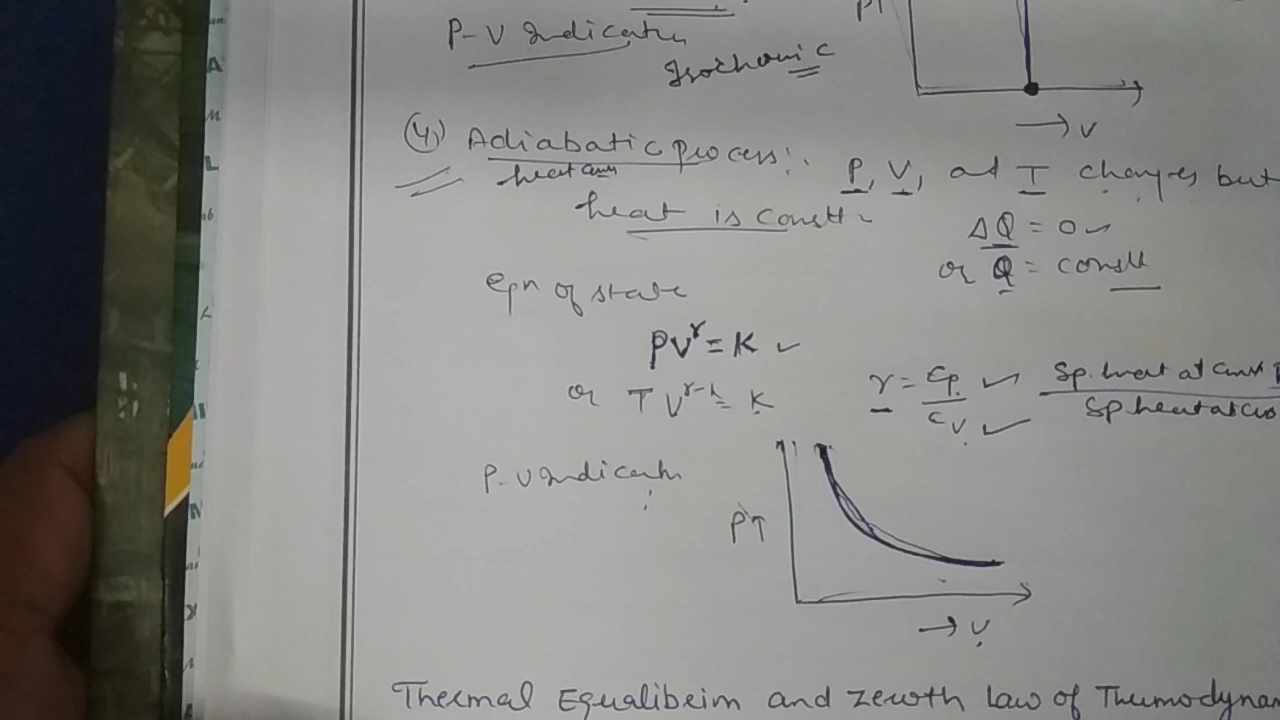 P↑
P-V Indicator
Isochoric
→ V
(4) Adiabatic process:. P, V, and T changes but
heat is constt
ΔQ = 0
or Q = constt
eqn of state
PV^γ = K
or TV^γ-1 = K
γ = Cp/Cv
Sp. heat at const
Sp heat at co
P-V Indicator
P↑
→ V
Thermal Equalibeim and zeroth Law of Thermodynam